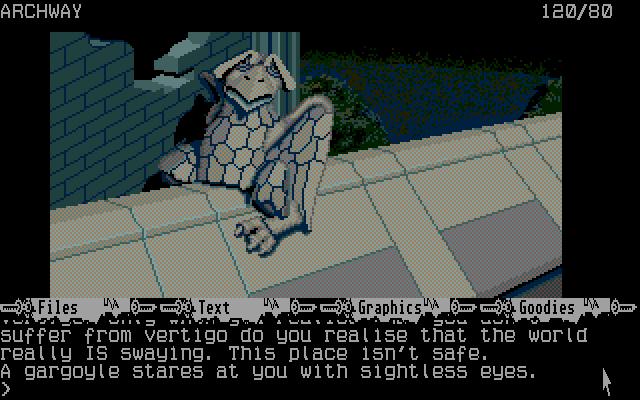 ARCHWAY 120/80
Files Text Graphics Goodies
suffer from vertigo do you realise that the world
really IS swaying. This place isn't safe.
A gargoyle stares at you with sightless eyes.
>